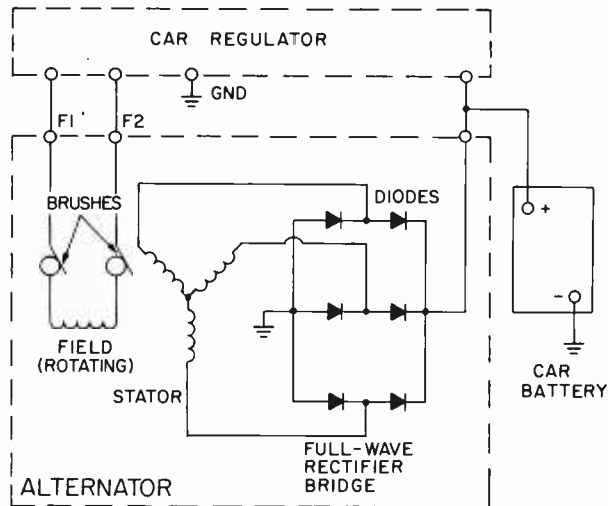 CAR REGULATOR
GND
F1
F2
BRUSHES
DIODES
+
-
FIELD
(ROTATING)
STATOR
CAR
BATTERY
FULL-WAVE
RECTIFIER
BRIDGE
ALTERNATOR